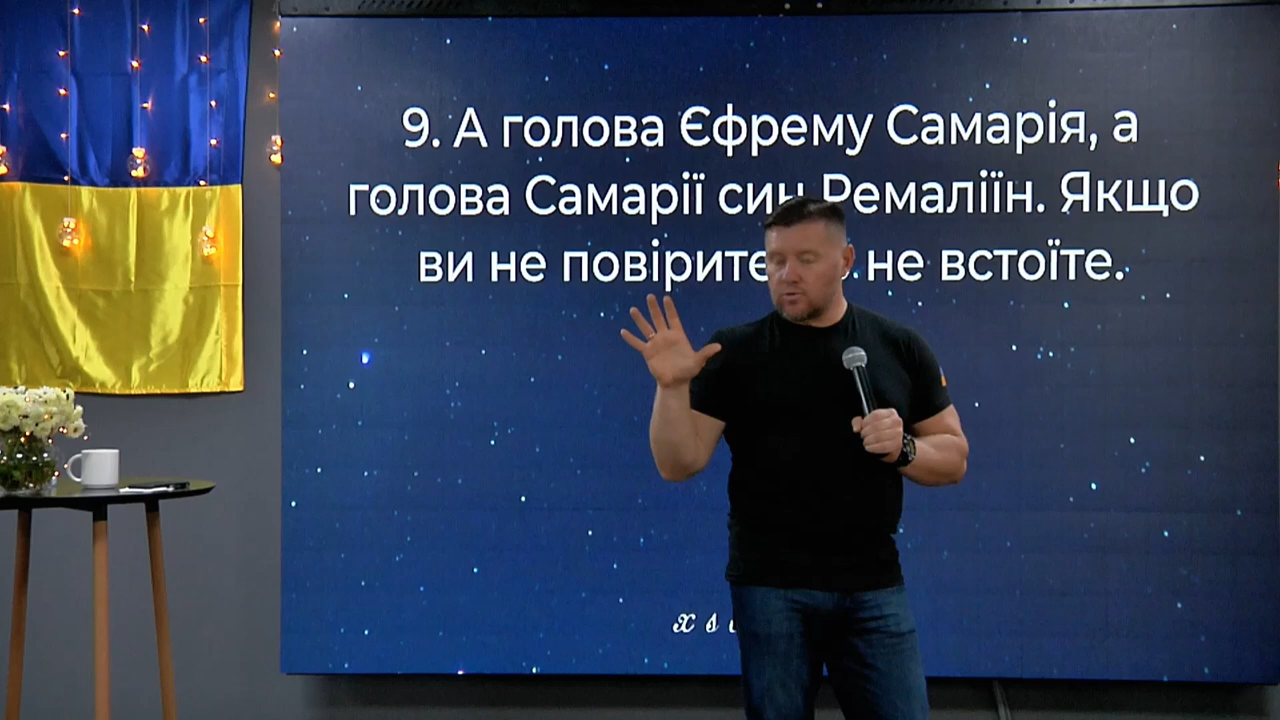 9. А голова Єфрему Самарія, а
голова Самарії син Ремаліїн. Якщо
ви не повірите не встоїте.
x s